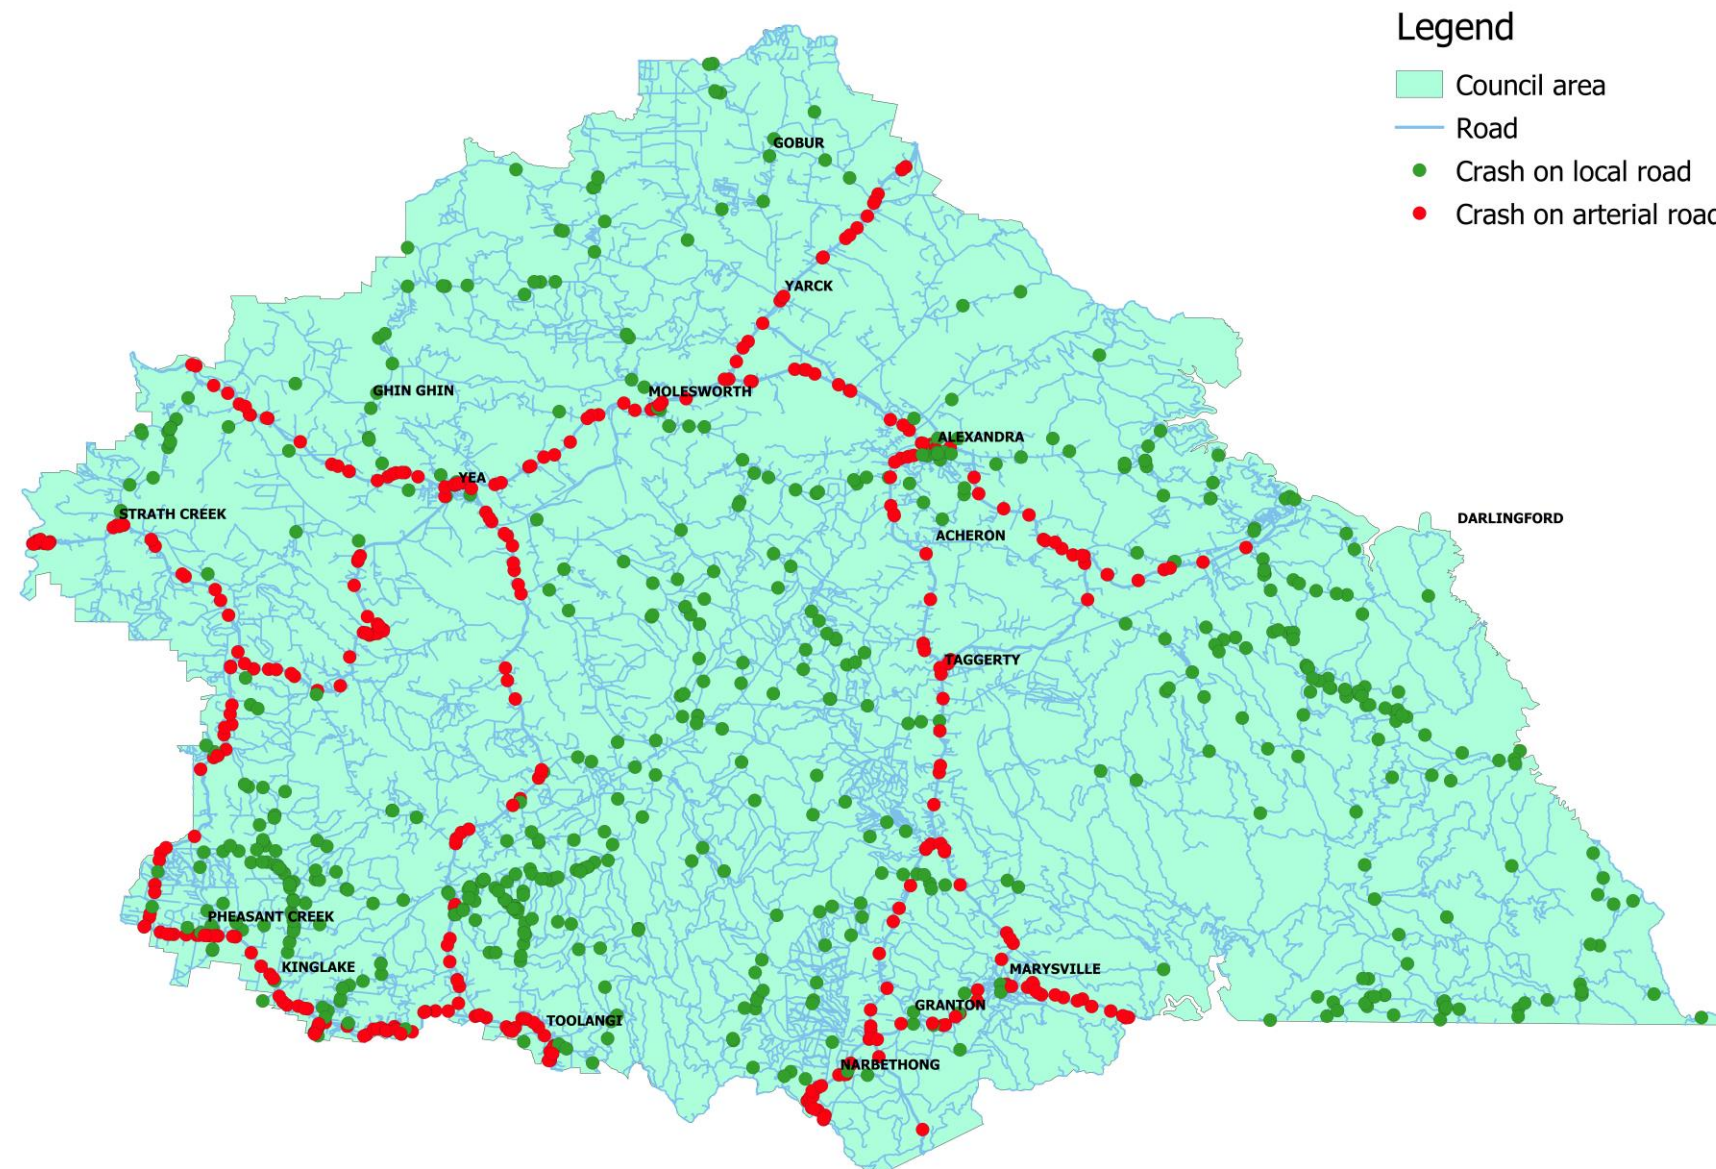 Legend
Council area
Road
Crash on local road
Crash on arterial road
GOBUR
YARCK
GHIN GHIN
MOLESWORTH
ALEXANDRA
YEA
STRATH CREEK
DARLINGFORD
ACHERON
TAGGERTY
PHEASANT CREEK
KINGLAKE
MARYSVILLE
GRANTON
TOOLANGI
NARBETHONG